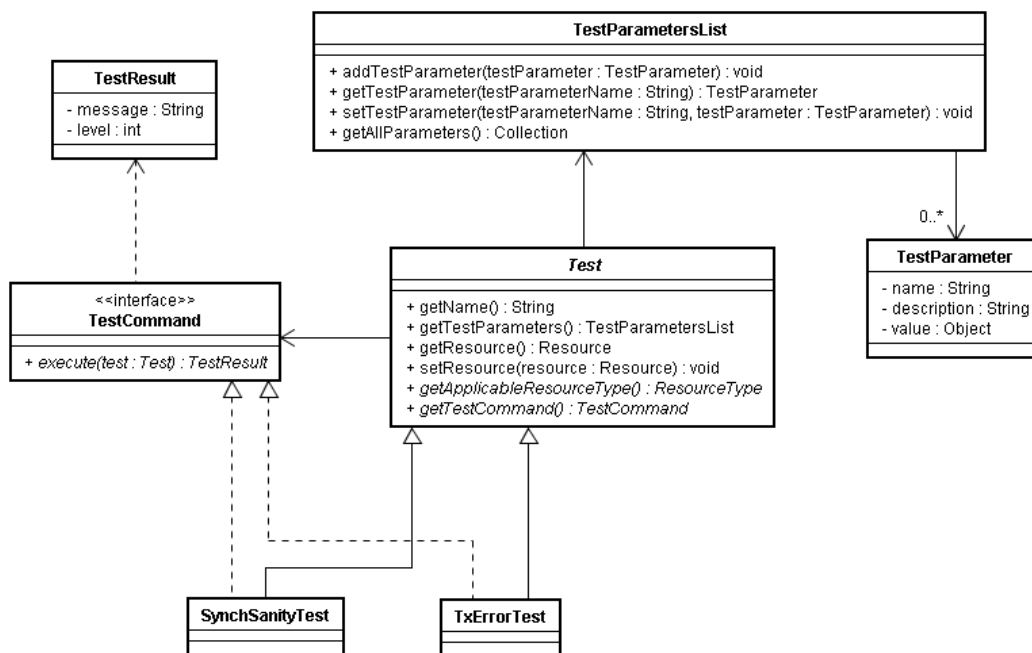 TestParametersList
+ addTestParameter(testParameter : TestParameter) : void
+ getTestParameter(testParameterName : String) : TestParameter
+ setTestParameter(testParameterName : String, testParameter : TestParameter) : void
+ getAllParameters() : Collection
TestResult
- message : String
- level : int
0..*
TestParameter
- name : String
- description : String
- value : Object
Test
+ getName() : String
+ getTestParameters() : TestParametersList
+ getResource() : Resource
+ setResource(resource : Resource) : void
+ getApplicableResourceType() : ResourceType
+ getTestCommand() : TestCommand
<<interface>>
TestCommand
+ execute(test : Test) : TestResult
SynchSanityTest
TxErrorTest